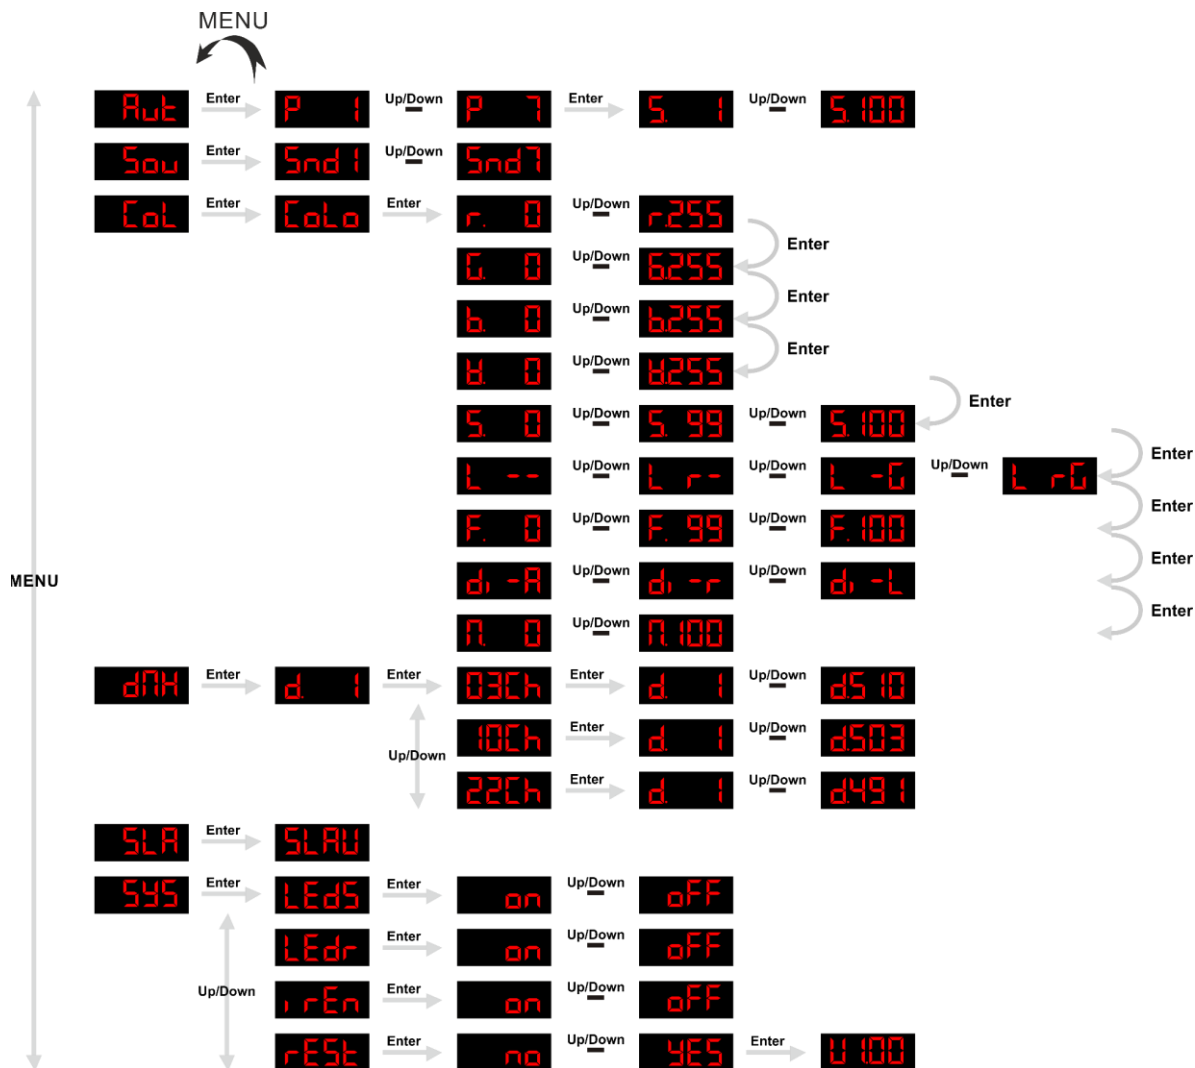 MENU
Aut Enter P 1 Up/Down P 7 Enter S. 1 Up/Down S.100
Sou Enter Snd1 Up/Down Snd7
CoL Enter CoLo Enter r. 0 Up/Down r.255
Enter
G. 0 Up/Down G.255
Enter
b. 0 Up/Down b.255
Enter
W. 0 Up/Down W.255
Enter
S. 0 Up/Down S. 99 Up/Down S.100
Enter
L -- Up/Down L r- Up/Down L -G Up/Down L rG
Enter
F. 0 Up/Down F. 99 Up/Down F.100
Enter
MENU
di -A Up/Down di -r Up/Down di -L
Enter
M. 0 Up/Down M.100
dMX Enter d. 1 Enter 03Ch Enter d. 1 Up/Down d.510
Up/Down
10Ch Enter d. 1 Up/Down d.503
22Ch Enter d. 1 Up/Down d.491
SLA Enter SLAU
SYS Enter LEdS Enter on Up/Down oFF
LEdr Enter on Up/Down oFF
Up/Down
irEn Enter on Up/Down oFF
rESt Enter no Up/Down YES Enter U1.00